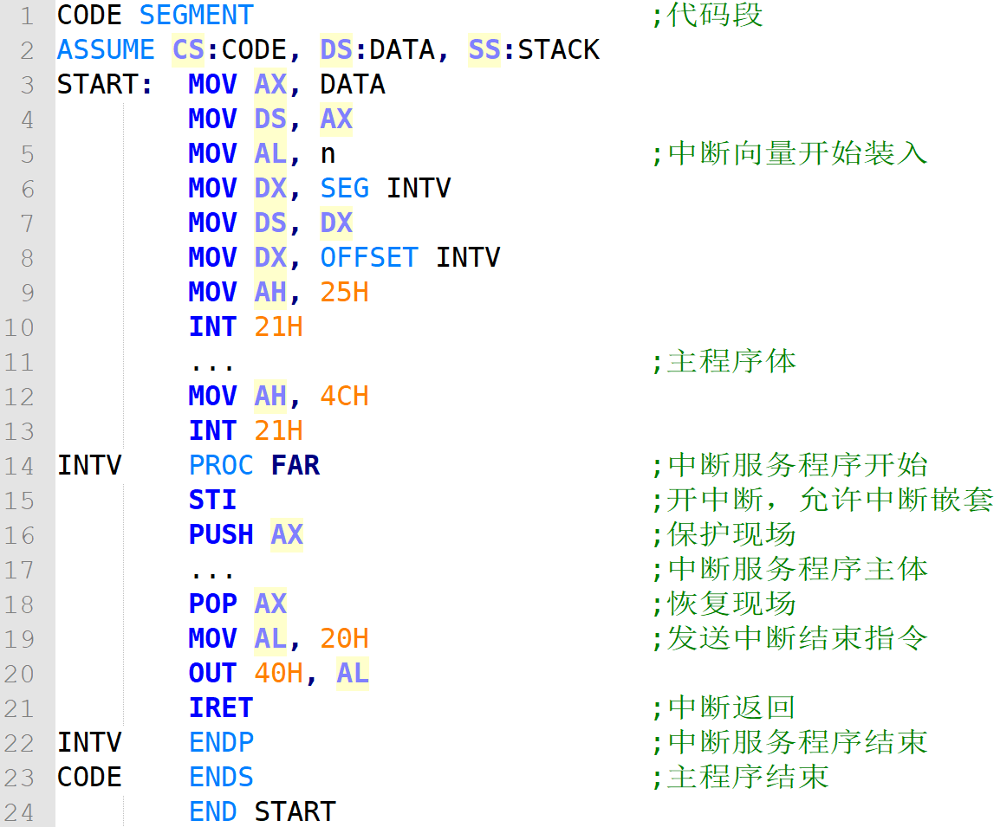 1 CODE SEGMENT ;代码段
2 ASSUME CS:CODE, DS:DATA, SS:STACK
3 START: MOV AX, DATA
4 MOV DS, AX
5 MOV AL, n ;中断向量开始装入
6 MOV DX, SEG INTV
7 MOV DS, DX
8 MOV DX, OFFSET INTV
9 MOV AH, 25H
10 INT 21H
11 ... ;主程序体
12 MOV AH, 4CH
13 INT 21H
14 INTV PROC FAR ;中断服务程序开始
15 STI ;开中断，允许中断嵌套
16 PUSH AX ;保护现场
17 ... ;中断服务程序主体
18 POP AX ;恢复现场
19 MOV AL, 20H ;发送中断结束指令
20 OUT 40H, AL
21 IRET ;中断返回
22 INTV ENDP ;中断服务程序结束
23 CODE ENDS ;主程序结束
24 END START